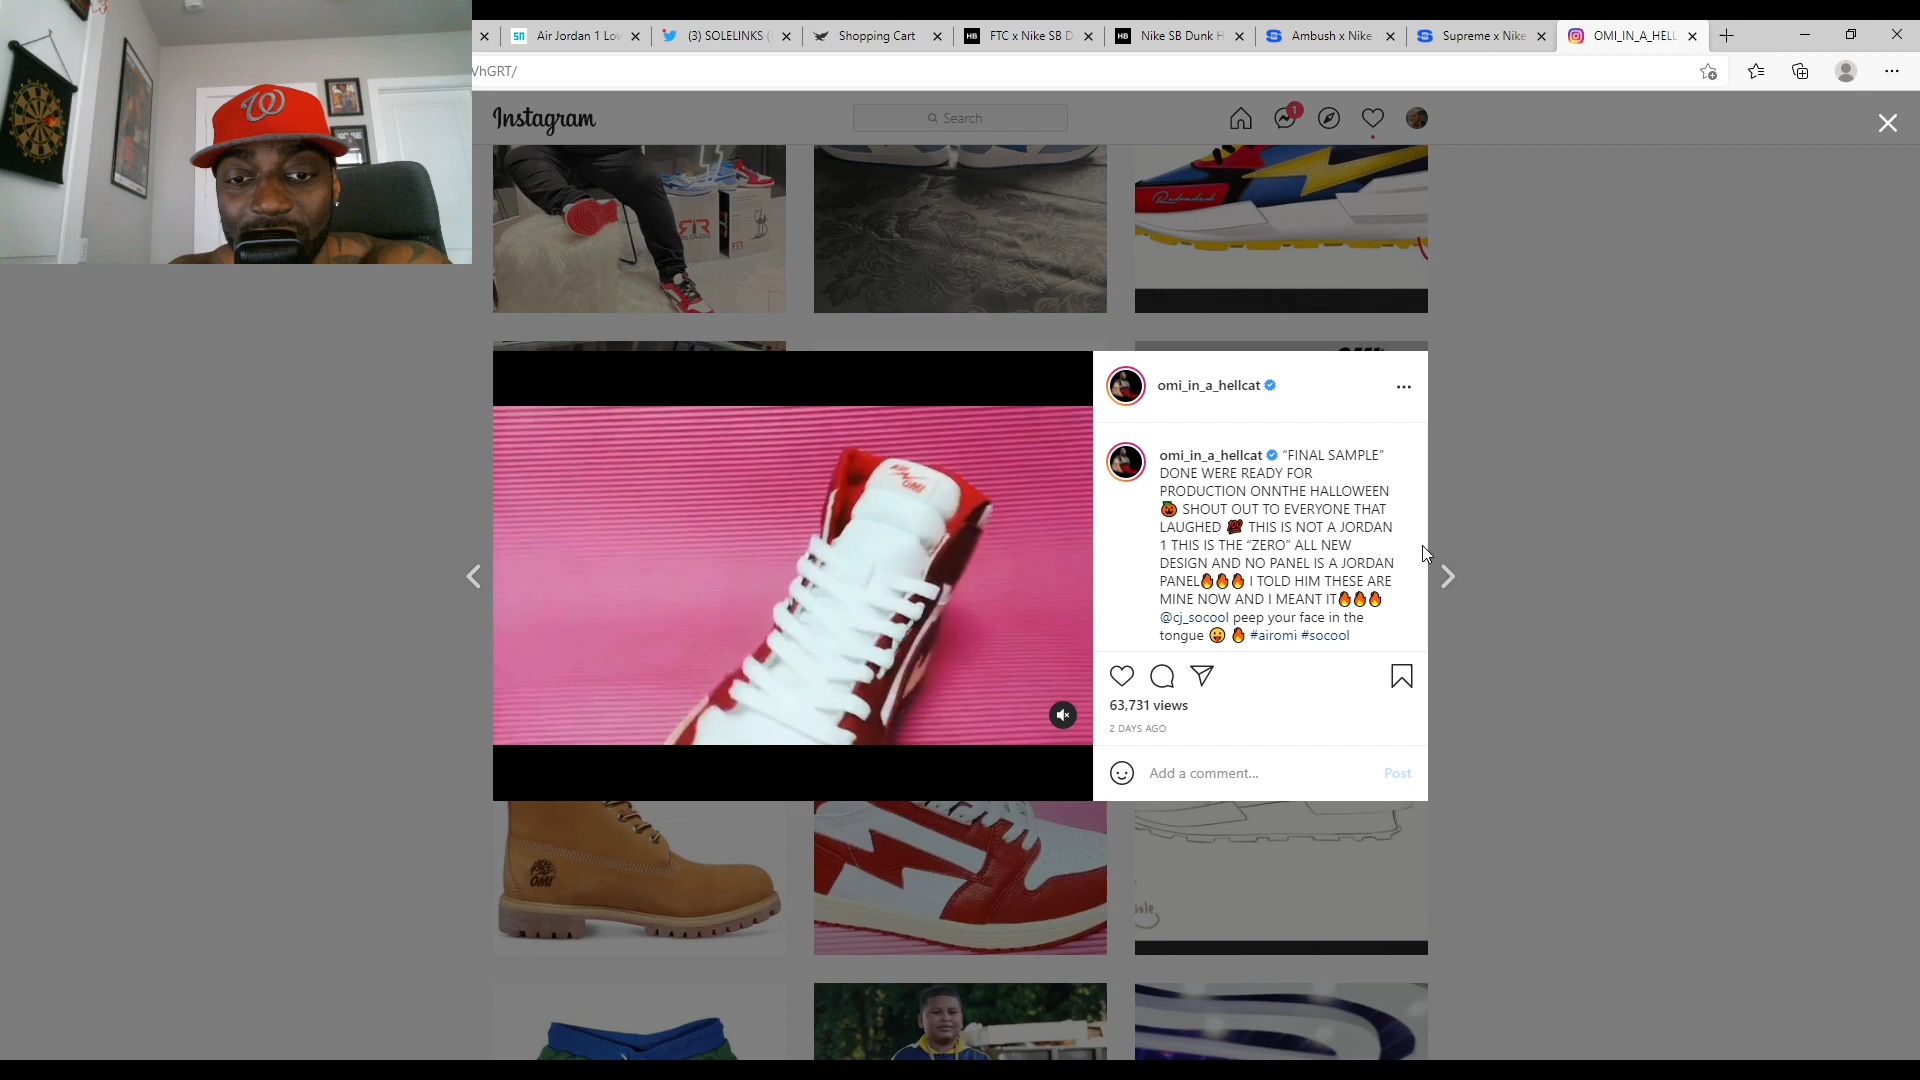 Air Jordan 1 Lo
(3) SOLELINKS (
Shopping Cart
FTC x Nike SB D
Nike SB Dunk H
Ambush x Nike
Supreme x Nike
OMI_IN_A_HELL
VhGRT/
Instagram
Search
1
omi_in_a_hellcat
omi_in_a_hellcat "FINAL SAMPLE"
DONE WERE READY FOR
PRODUCTION ONNTHE HALLOWEEN
🎃 SHOUT OUT TO EVERYONE THAT
LAUGHED 💯 THIS IS NOT A JORDAN
1 THIS IS THE "ZERO" ALL NEW
DESIGN AND NO PANEL IS A JORDAN
PANEL🔥🔥🔥 I TOLD HIM THESE ARE
MINE NOW AND I MEANT IT🔥🔥🔥
@cj_socool peep your face in the
tongue 😛 🔥 #airomi #socool
63,731 views
2 DAYS AGO
Add a comment...
Post
OMI
OMI